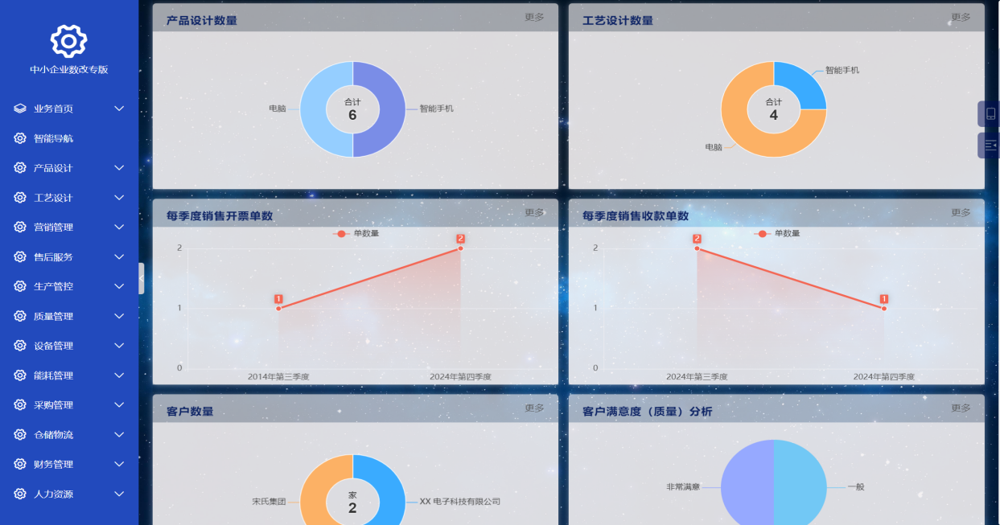 中小企业数改专版
业务首页
智能导航
产品设计
工艺设计
营销管理
售后服务
生产管控
质量管理
设备管理
能耗管理
采购管理
仓储物流
财务管理
人力资源
产品设计数量
更多
电脑
合计
6
智能手机
工艺设计数量
更多
智能手机
合计
4
电脑
每季度销售开票单数
更多
单数量
2
2
1
1
0
2014年第三季度
2024年第四季度
每季度销售收款单数
更多
单数量
2
2
1
1
0
2024年第三季度
2024年第四季度
客户数量
更多
宋氏集团
家
2
XX 电子科技有限公司
客户满意度（质量）分析
更多
非常满意
一般